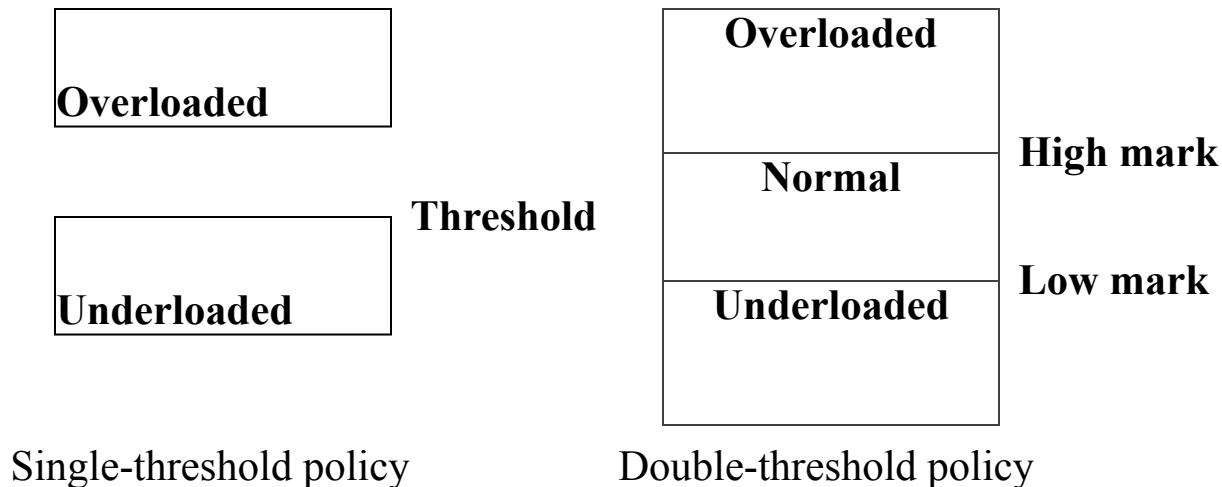 Overloaded
Threshold
Underloaded
Single-threshold policy
Overloaded
High mark
Normal
Low mark
Underloaded
Double-threshold policy